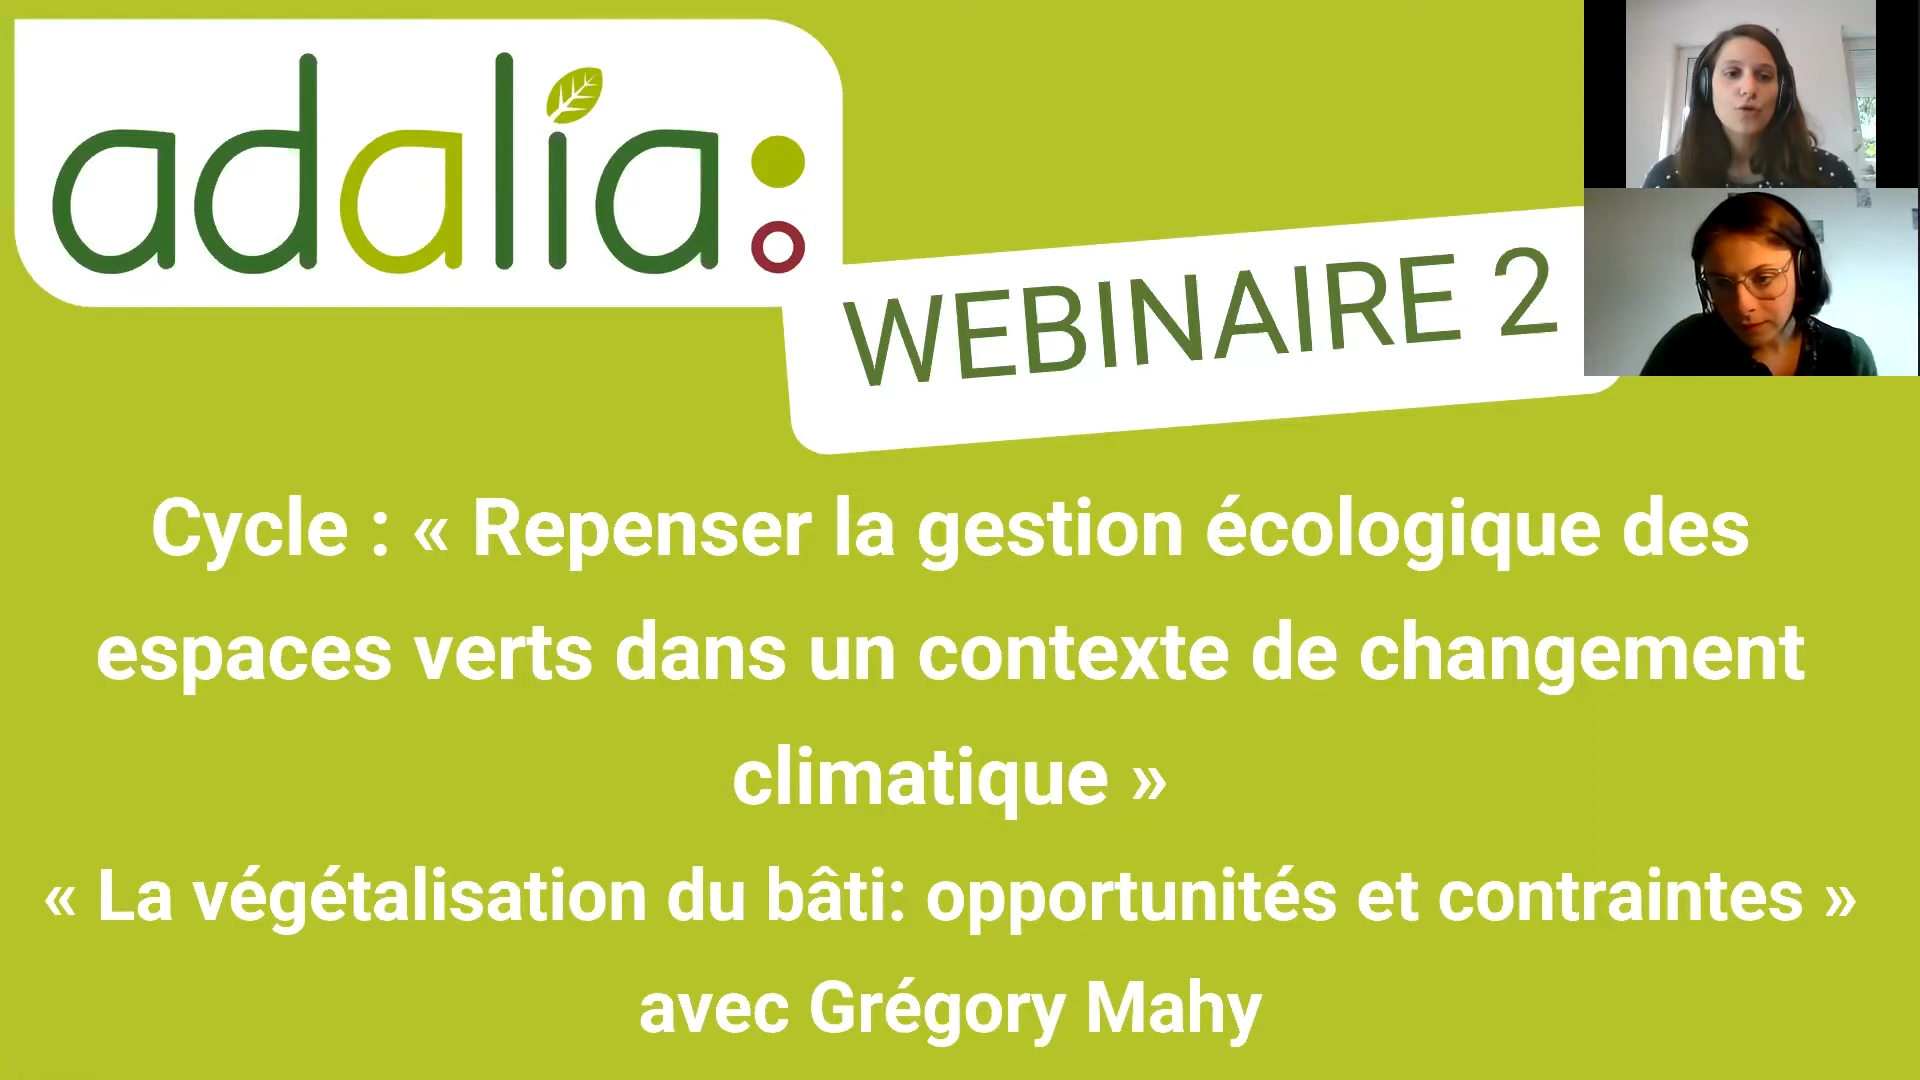 adalia
WEBINAIRE 2
Cycle : « Repenser la gestion écologique des
espaces verts dans un contexte de changement
climatique »
« La végétalisation du bâti: opportunités et contraintes »
avec Grégory Mahy